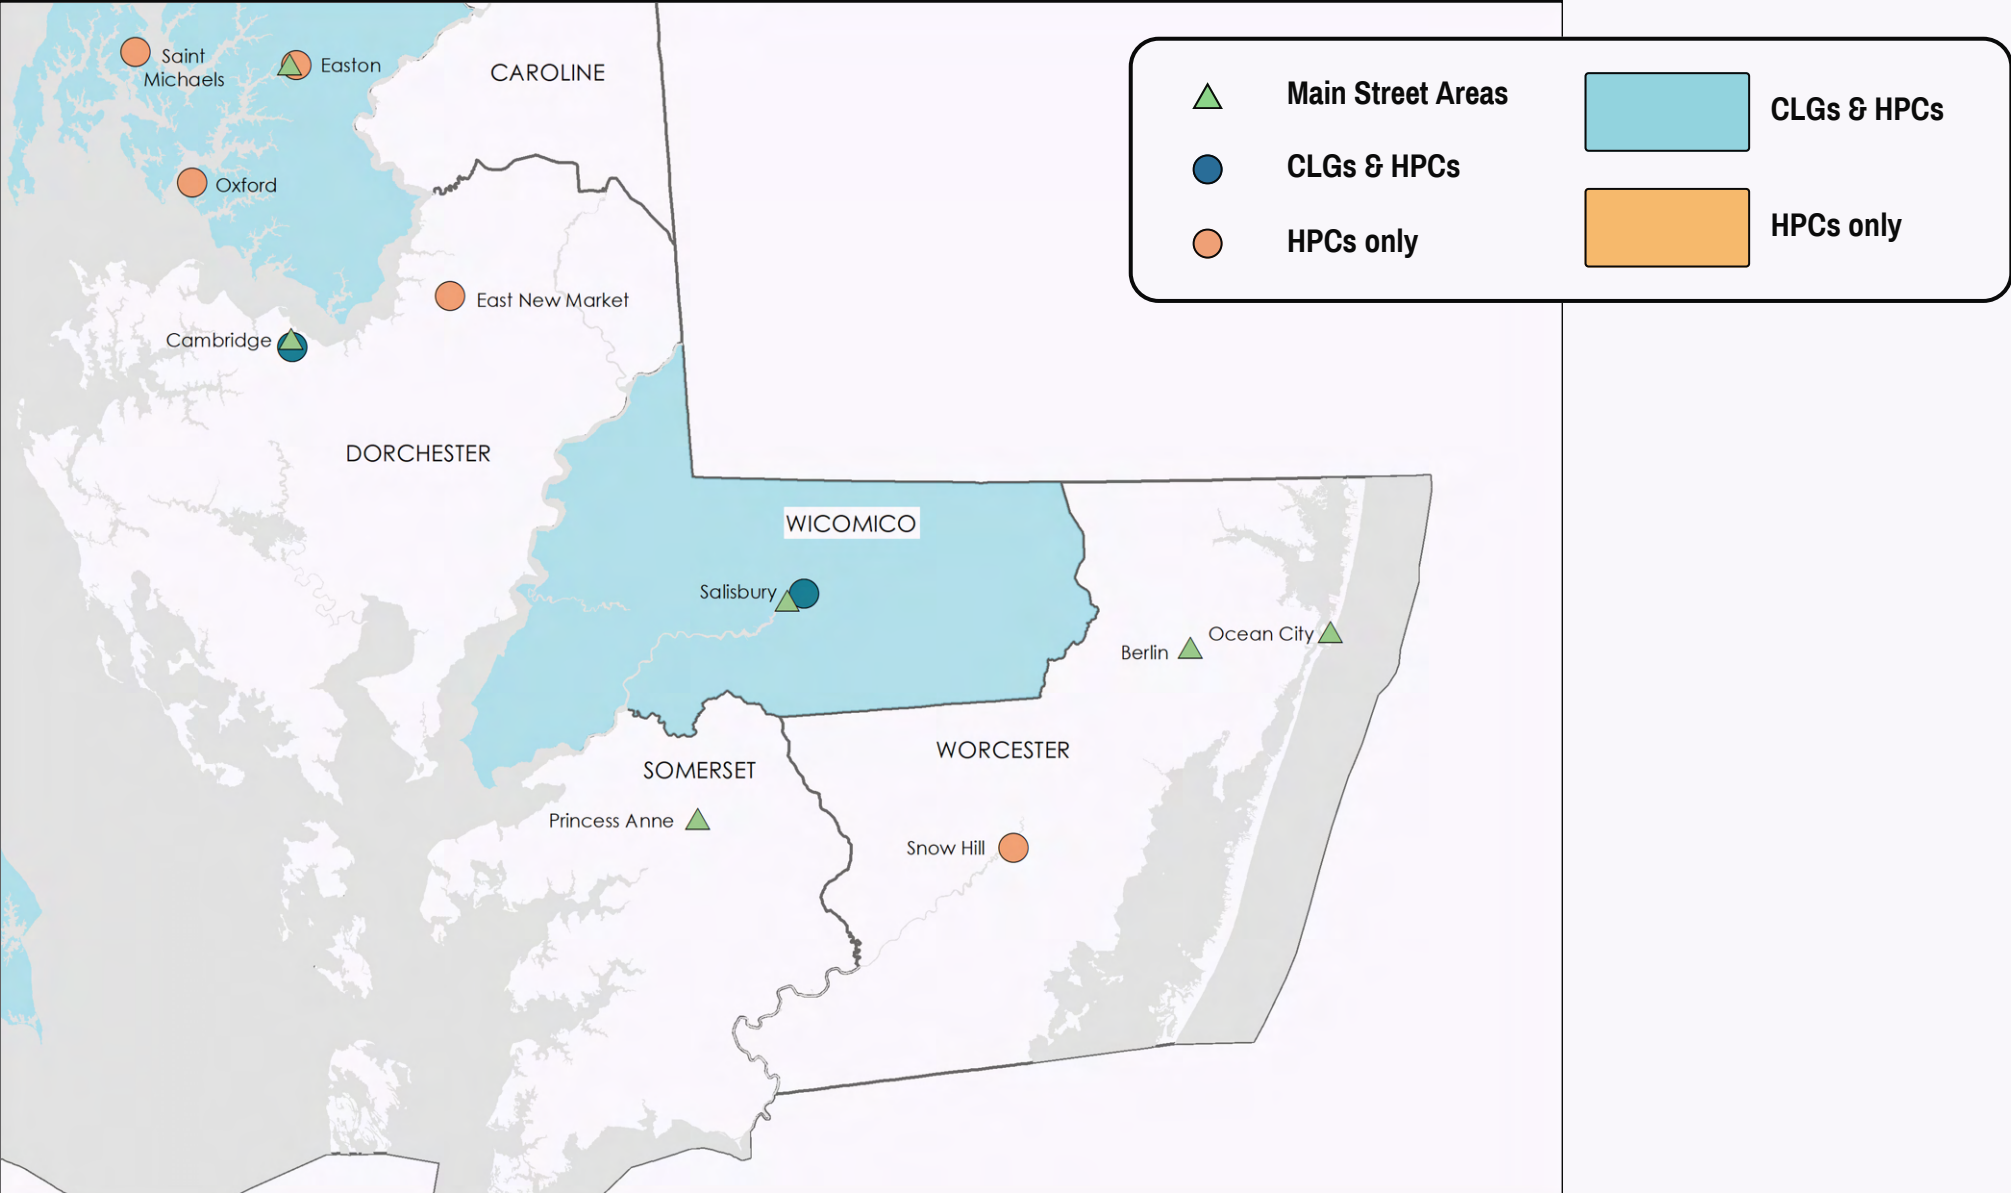 Saint
Michaels
Easton
CAROLINE
Oxford
East New Market
Cambridge
DORCHESTER
WICOMICO
Salisbury
Ocean City
Berlin
WORCESTER
SOMERSET
Princess Anne
Snow Hill
Main Street Areas
CLGs & HPCs
HPCs only
CLGs & HPCs
HPCs only